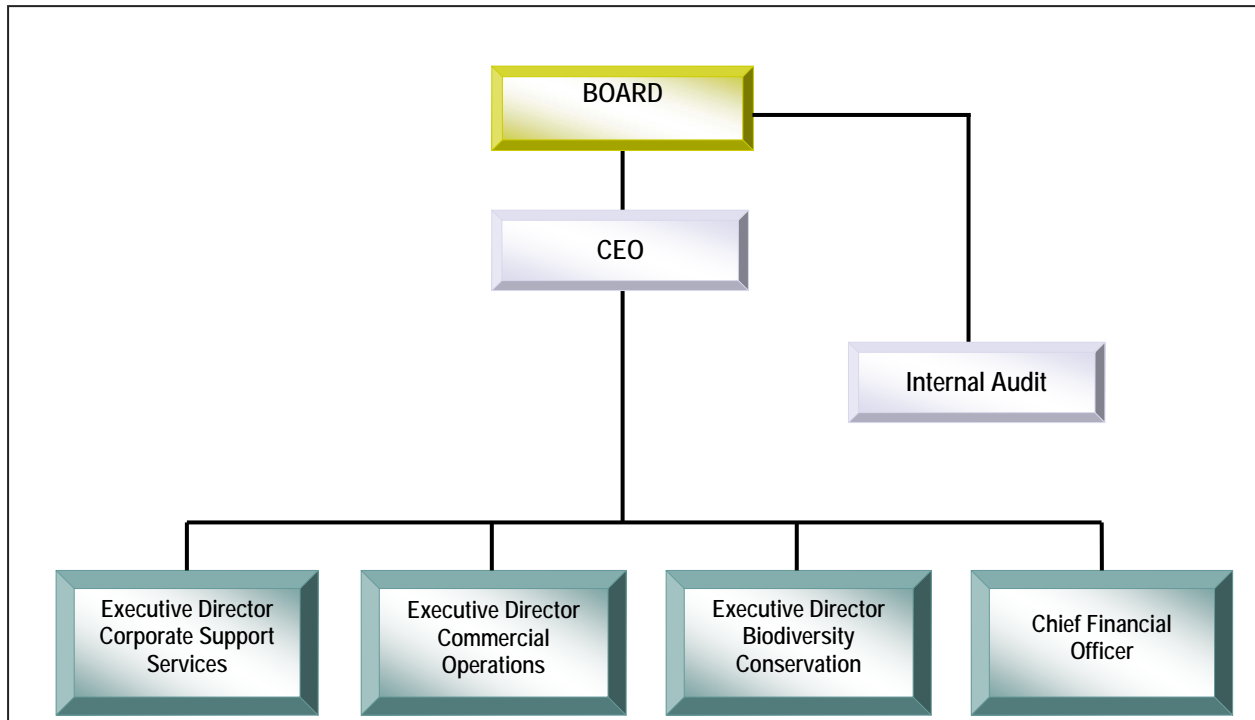 BOARD
CEO
Internal Audit
Executive Director
Corporate Support
Services
Executive Director
Commercial
Operations
Executive Director
Biodiversity
Conservation
Chief Financial
Officer